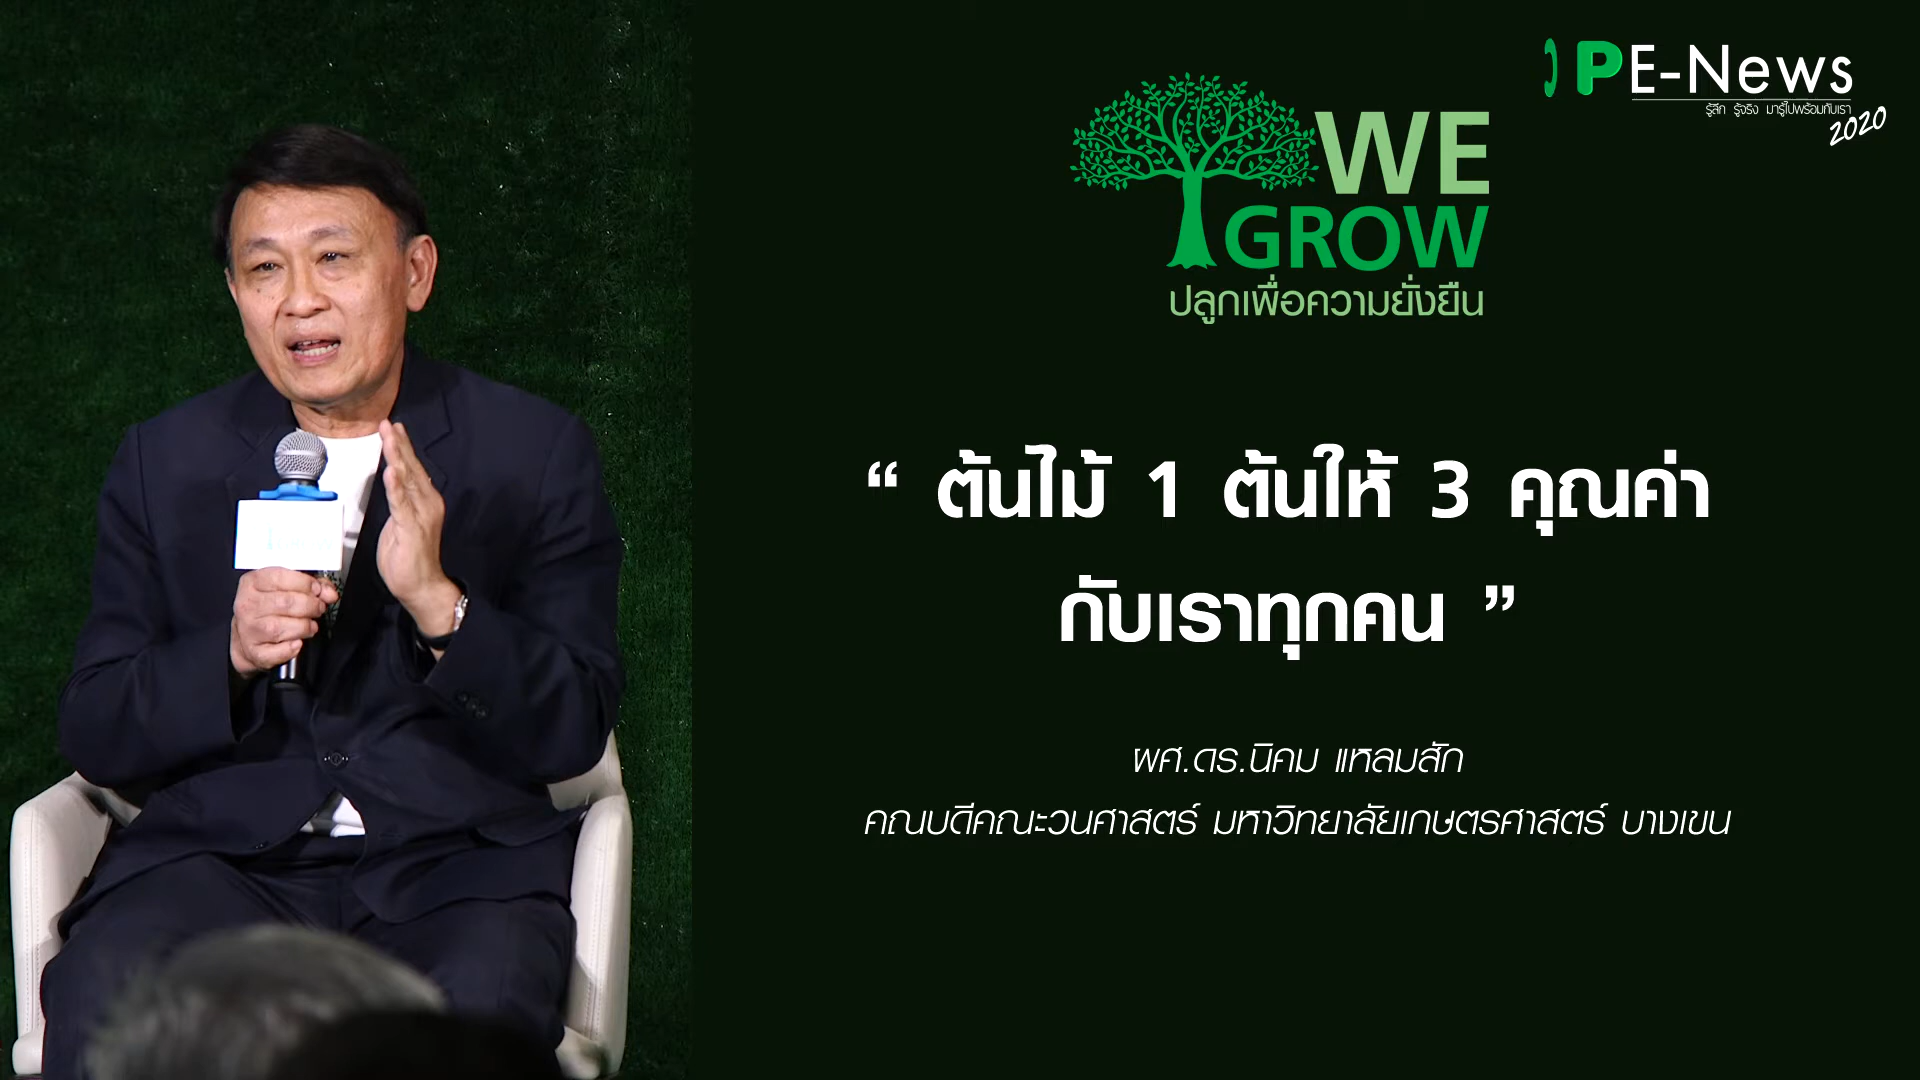 PE-News
รู้ลึก รู้จริง มารู้ไปพร้อมกับเรา
2020
WE
GROW
ปลูกเพื่อความยั่งยืน
“ ต้นไม้ 1 ต้นให้ 3 คุณค่า
กับเราทุกคน ”
ผศ.ดร.นิคม แหลมสัก
คณบดีคณะวนศาสตร์ มหาวิทยาลัยเกษตรศาสตร์ บางเขน